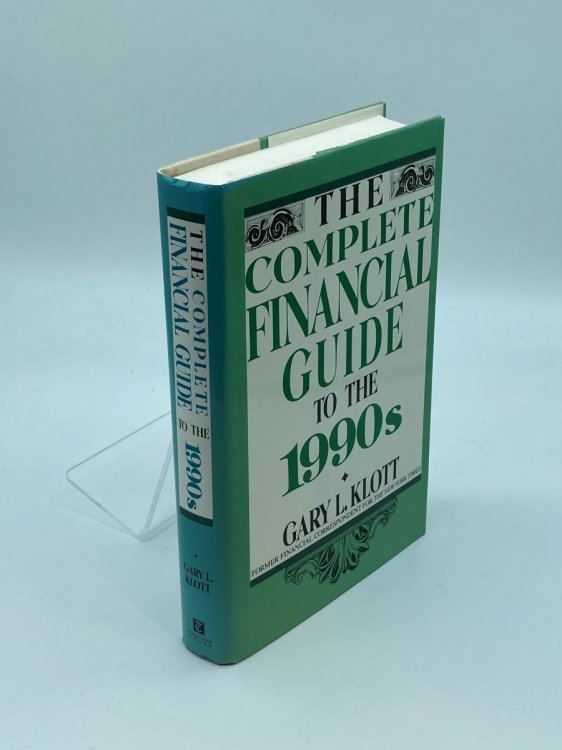 THE
COMPLETE
FINANCIAL
GUIDE
TO THE
1990s
GARY L. KLOTT
FORMER FINANCIAL CORRESPONDENT FOR THE NEW YORK TIMES
THE COMPLETE
FINANCIAL GUIDE
TO THE
1990s
GARY L.
KLOTT